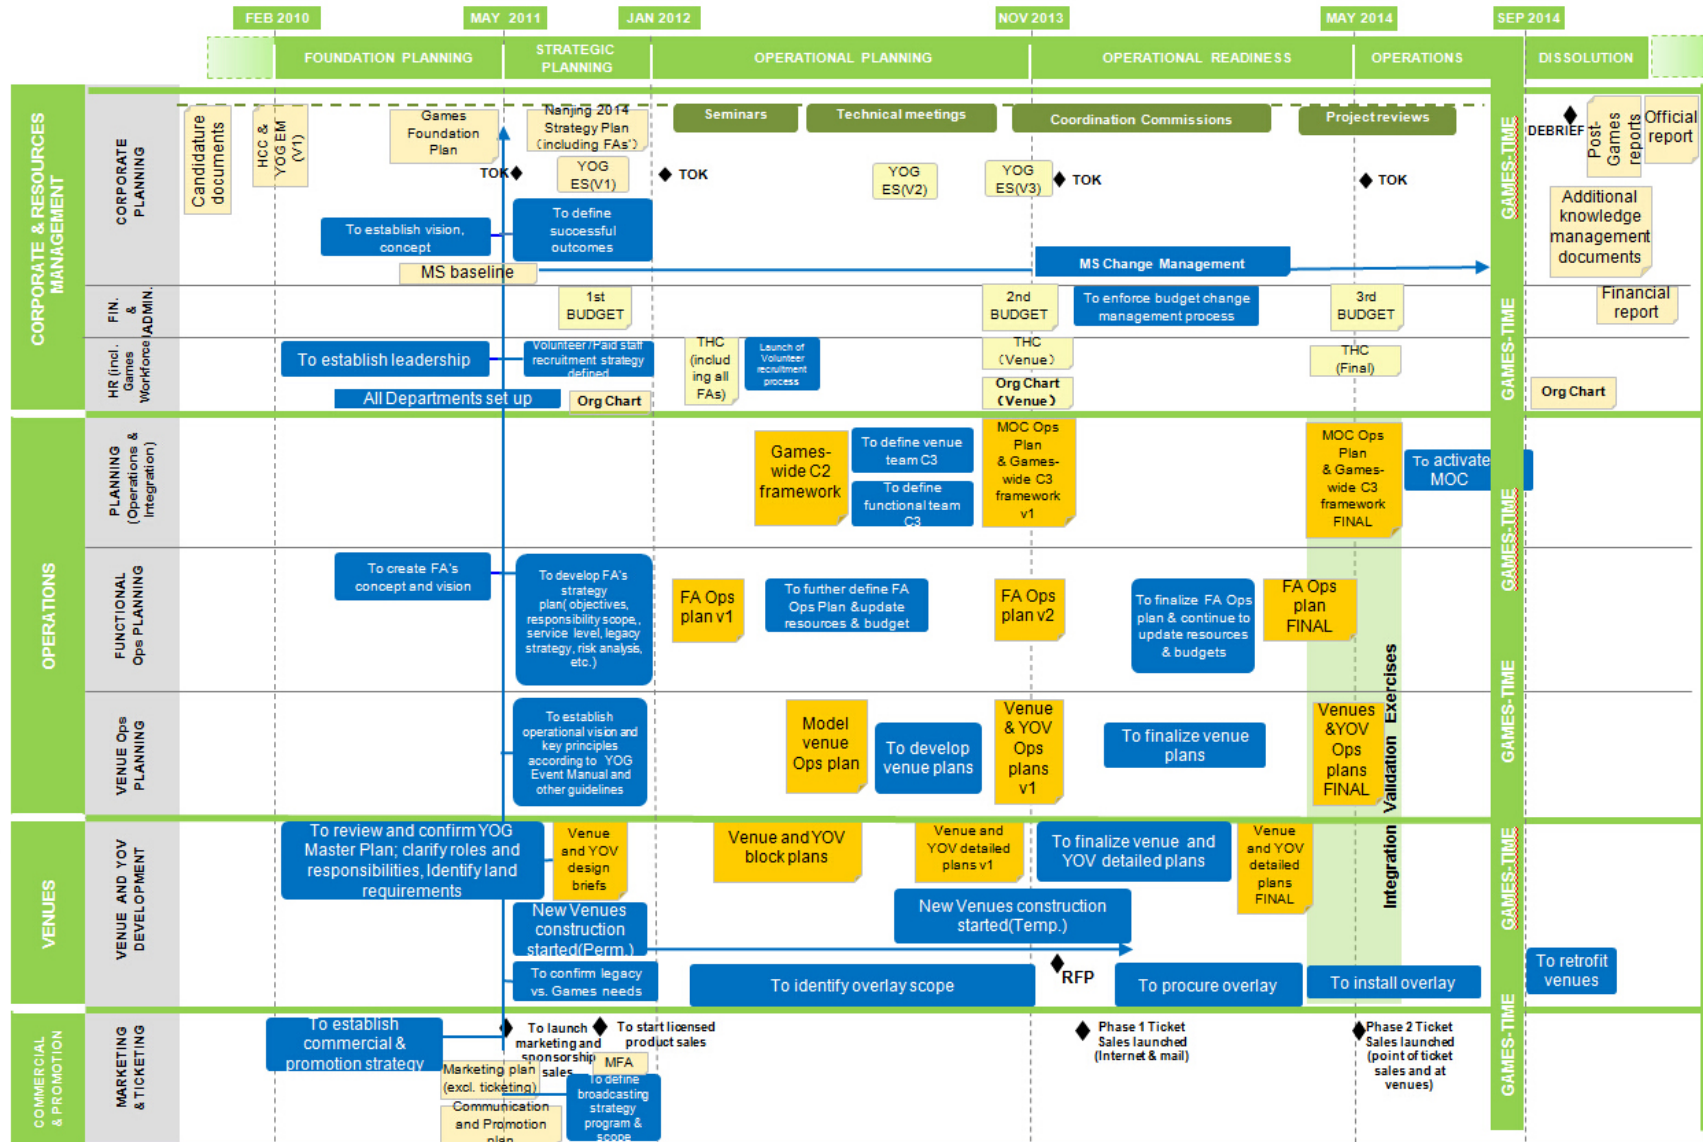 FEB 2010
MAY 2011
JAN 2012
NOV 2013
MAY 2014
SEP 2014
FOUNDATION PLANNING
STRATEGIC
PLANNING
OPERATIONAL PLANNING
OPERATIONAL READINESS
OPERATIONS
DISSOLUTION
CORPORATE & RESOURCES
MANAGEMENT
CORPORATE
PLANNING
Candidature
documents
HCC &
YOG EM
(V1)
Games
Foundation
Plan
Nanjing 2014
Strategy Plan
(including FAs')
Seminars
Technical meetings
Coordination Commissions
Project reviews
GAMES-TIME
DEBRIEF
Post-
Games
reports
Official
report
TOK
YOG
ES(V1)
TOK
YOG
ES(V2)
YOG
ES(V3)
TOK
TOK
To establish vision,
concept
To define
successful
outcomes
Additional
knowledge
management
documents
MS baseline
MS Change Management
FIN.
&
ADMIN.
1st
BUDGET
2nd
BUDGET
To enforce budget change
management process
3rd
BUDGET
GAMES-TIME
Financial
report
HR (incl.
Games
Workforce)
To establish leadership
Volunteer/Paid staff
recruitment strategy
defined
THC
(includ
ing all
FAs)
Launch of
Volunteer
recruitment
process
THC
(Venue)
THC
(Final)
All Departments set up
Org Chart
Org Chart
(Venue)
Org Chart
OPERATIONS
PLANNING
(Operations &
Integration)
Games-
wide C2
framework
To define venue
team C3
To define
functional team
C3
MOC Ops
Plan
& Games-
wide C3
framework
v1
MOC Ops
Plan
& Games-
wide C3
framework
FINAL
To activate
MOC
GAMES-TIME
FUNCTIONAL
Ops PLANNING
To create FA's
concept and vision
To develop FA's
strategy
plan( objectives,
responsibility scope,,
service level, legacy
strategy, risk analysis,
etc.)
FA Ops
plan v1
To further define FA
Ops Plan &update
resources & budget
FA Ops
plan v2
To finalize FA Ops
plan & continue to
update resources
& budgets
FA Ops
plan
FINAL
Integration Validation Exercises
VENUE Ops
PLANNING
To establish
operational vision and
key principles
according to YOG
Event Manual and
other guidelines
Model
venue
Ops plan
To develop
venue plans
Venue
& YOV
Ops
plans
v1
To finalize venue
plans
Venues
&YOV
Ops
plans
FINAL
GAMES-TIME
VENUES
VENUE AND YOV
DEVELOPMENT
To review and confirm YOG
Master Plan; clarify roles and
responsibilities, Identify land
requirements
Venue
and YOV
design
briefs
Venue and YOV
block plans
Venue and
YOV detailed
plans v1
To finalize venue and
YOV detailed plans
Venue
and YOV
detailed
plans
FINAL
GAMES-TIME
New Venues
construction
started(Perm.)
New Venues construction
started(Temp.)
To confirm legacy
vs. Games needs
To identify overlay scope
RFP
To procure overlay
To install overlay
To retrofit
venues
COMMERCIAL
& PROMOTION
MARKETING
& TICKETING
To establish
commercial &
promotion strategy
To launch
marketing and
sponsorship
sales
To start licensed
product sales
Phase 1 Ticket
Sales launched
(Internet & mail)
Phase 2 Ticket
Sales launched
(point of ticket
sales and at
venues)
GAMES-TIME
Marketing plan
(excl. ticketing)
MFA
To define
broadcasting
strategy
program &
scope
Communication
and Promotion
plan